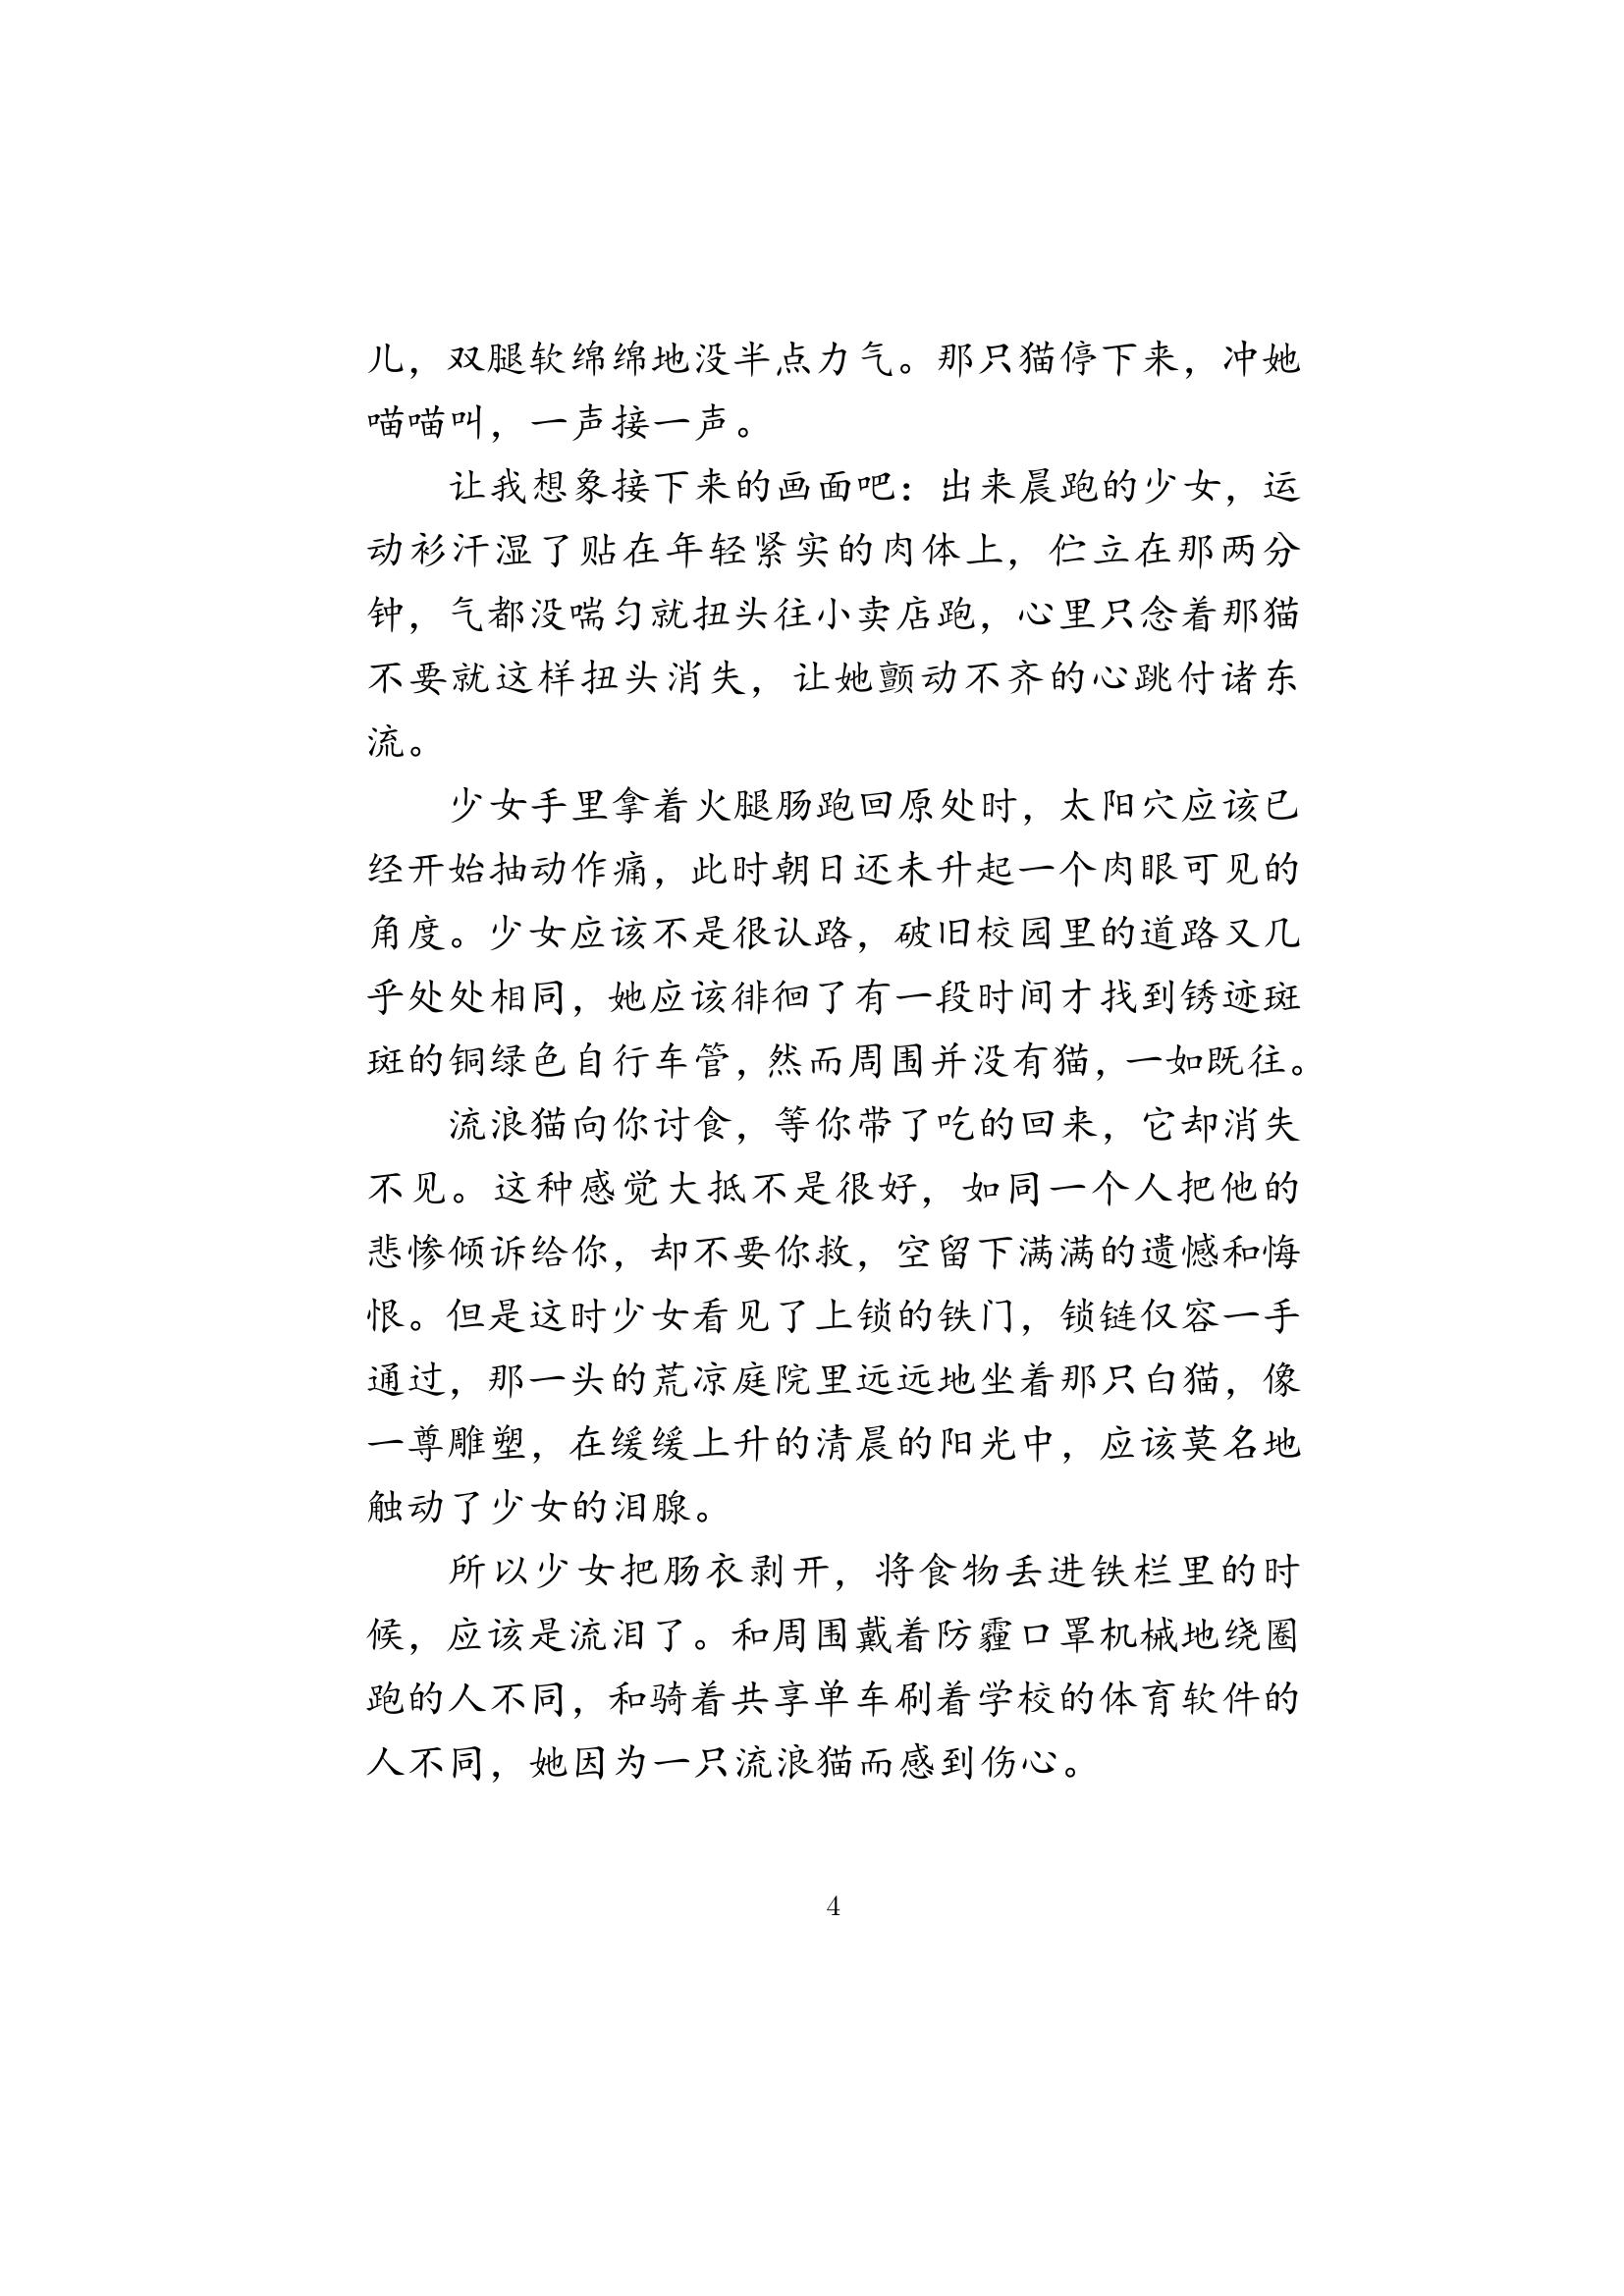 儿，双腿软绵绵地没半点力气。那只猫停下来，冲她
喵喵叫，一声接一声。
让我想象接下来的画面吧：出来晨跑的少女，运
动衫汗湿了贴在年轻紧实的肉体上，伫立在那两分
钟，气都没喘匀就扭头往小卖店跑，心里只念着那猫
不要就这样扭头消失，让她颤动不齐的心跳付诸东
流。
少女手里拿着火腿肠跑回原处时，太阳穴应该已
经开始抽动作痛，此时朝日还未升起一个肉眼可见的
角度。少女应该不是很认路，破旧校园里的道路又几
乎处处相同，她应该徘徊了有一段时间才找到锈迹斑
斑的铜绿色自行车管，然而周围并没有猫，一如既往。
流浪猫向你讨食，等你带了吃的回来，它却消失
不见。这种感觉大抵不是很好，如同一个人把他的
悲惨倾诉给你，却不要你救，空留下满满的遗憾和悔
恨。但是这时少女看见了上锁的铁门，锁链仅容一手
通过，那一头的荒凉庭院里远远地坐着那只白猫，像
一尊雕塑，在缓缓上升的清晨的阳光中，应该莫名地
触动了少女的泪腺。
所以少女把肠衣剥开，将食物丢进铁栏里的时
候，应该是流泪了。和周围戴着防霾口罩机械地绕圈
跑的人不同，和骑着共享单车刷着学校的体育软件的
人不同，她因为一只流浪猫而感到伤心。
4